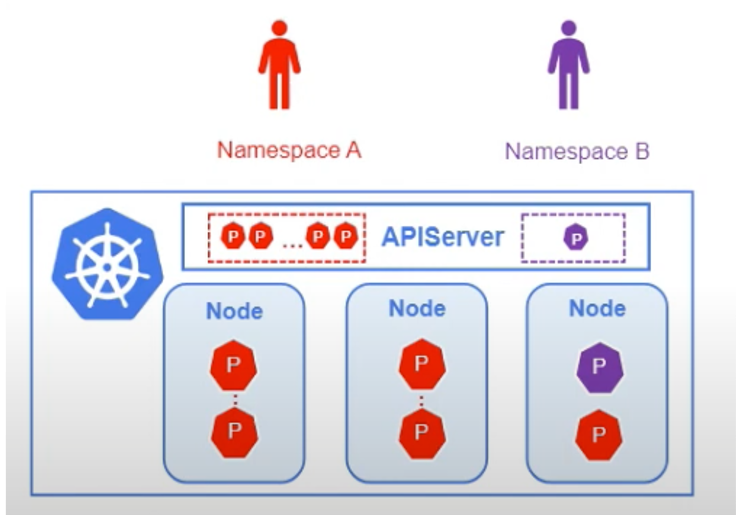 Namespace A
Namespace B
P P ... P P APIServer P
Node Node Node
P P P
P P P